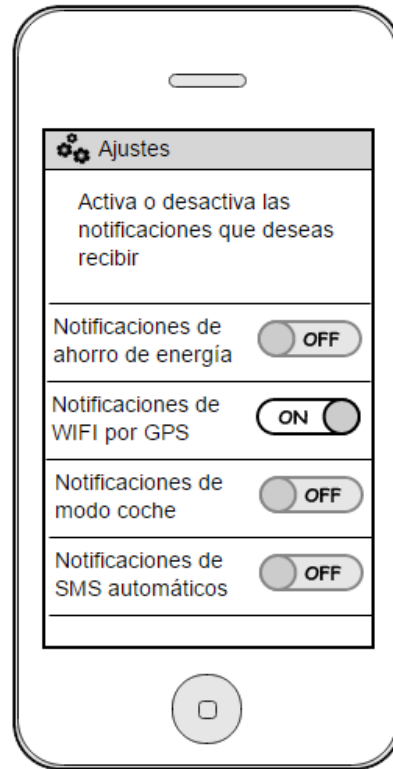 Ajustes
Activa o desactiva las
notificaciones que deseas
recibir
Notificaciones de
ahorro de energía
OFF
Notificaciones de
WIFI por GPS
ON
Notificaciones de
modo coche
OFF
Notificaciones de
SMS automáticos
OFF